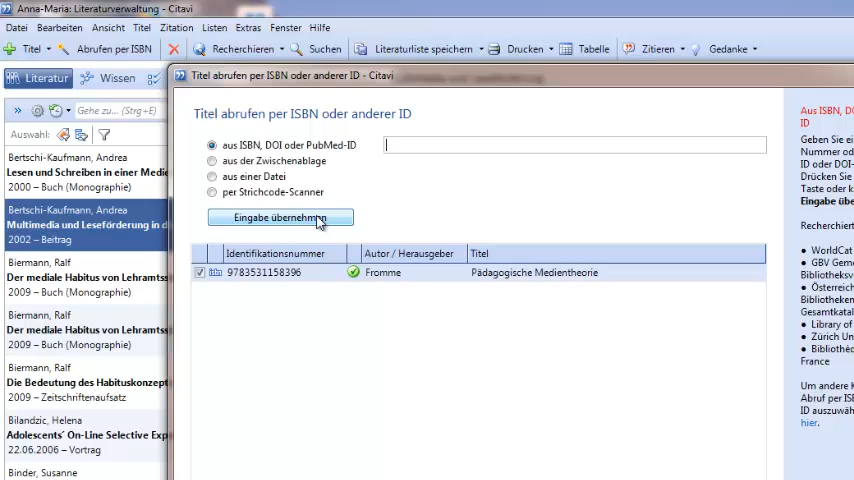 Anna-Maria: Literaturverwaltung - Citavi
Datei Bearbeiten Ansicht Titel Zitation Listen Extras Fenster Hilfe
Titel Abrufen per ISBN Recherchieren Suchen Literaturliste speichern Drucken Tabelle Zitieren Gedanke
Literatur Wissen
Titel abrufen per ISBN oder anderer ID - Citavi
» Gehe zu... (Strg+E)
Auswahl:
Bertschi-Kaufmann, Andrea
Lesen und Schreiben in einer Medie
2000 – Buch (Monographie)
Bertschi-Kaufmann, Andrea
Multimedia und Leseförderung in d
2002 – Beitrag
Biermann, Ralf
Der mediale Habitus von Lehramtss
2009 – Buch (Monographie)
Biermann, Ralf
Der mediale Habitus von Lehramtss
2009 – Buch (Monographie)
Biermann, Ralf
Die Bedeutung des Habituskonzept
2009 – Zeitschriftenaufsatz
Bilandzic, Helena
Adolescents´ On-Line Selective Exp
22.06.2006 – Vortrag
Binder, Susanne
Titel abrufen per ISBN oder anderer ID
aus ISBN, DOI oder PubMed-ID
aus der Zwischenablage
aus einer Datei
per Strichcode-Scanner
Eingabe übernehmen
Identifikationsnummer Autor / Herausgeber Titel
9783531158396 Fromme Pädagogische Medientheorie
Aus ISBN, DO
ID
Geben Sie ei
Nummer od
ID oder DOI-
Drücken Sie
Taste oder k
Eingabe übe
Recherchiert
● WorldCat
● GBV Geme
Bibliotheksv
● Österreich
Bibliotheken
Gesamtkatal
● Library of
● Zürich Un
● Bibliothèc
France
Um andere K
Abruf per ISB
ID auszuwäh
hier.